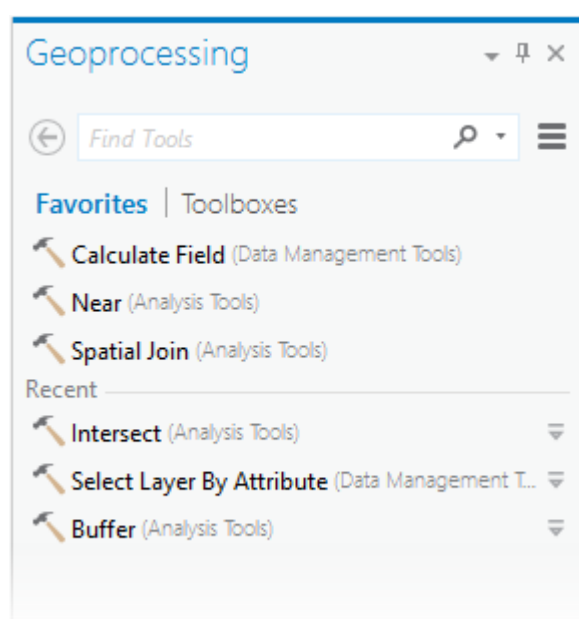 Geoprocessing
Find Tools
Favorites | Toolboxes
Calculate Field (Data Management Tools)
Near (Analysis Tools)
Spatial Join (Analysis Tools)
Recent
Intersect (Analysis Tools)
Select Layer By Attribute (Data Management T...
Buffer (Analysis Tools)